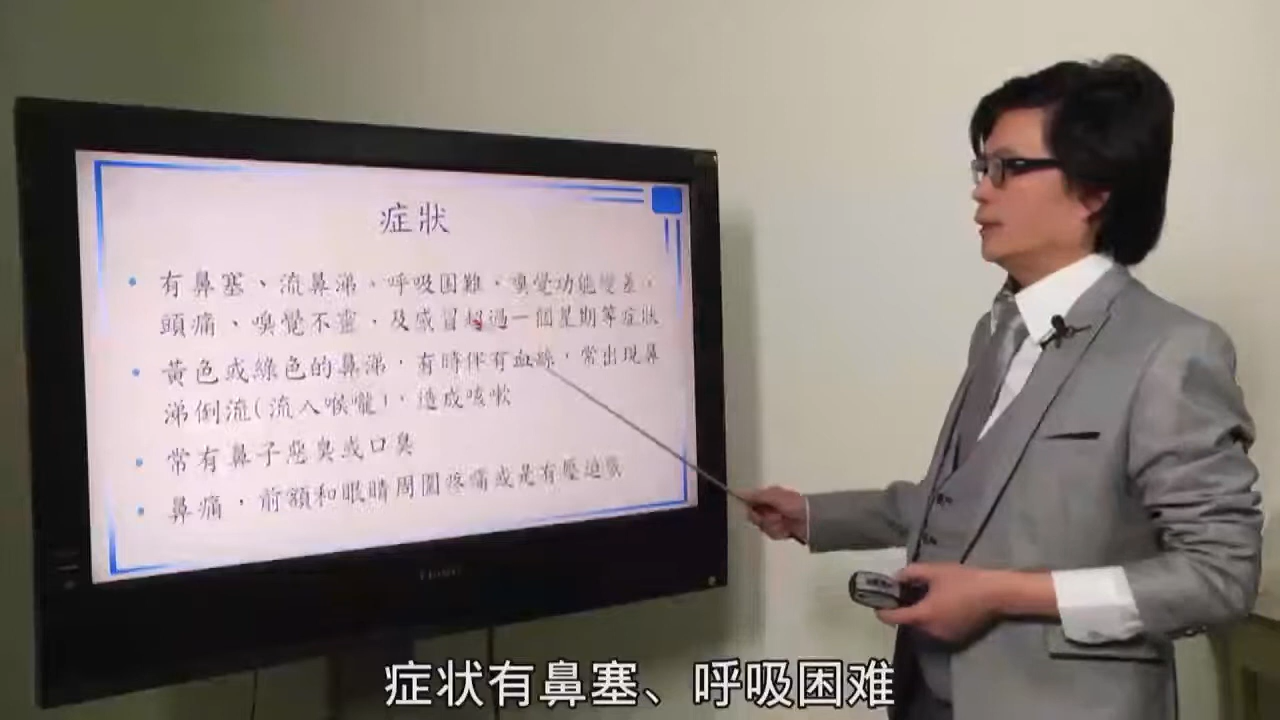 症狀
• 有鼻塞、流鼻涕、呼吸困難、嗅覺功能變差、
頭痛、嗅覺不靈，及感冒超過一個星期等症狀
• 黃色或綠色的鼻涕，有時伴有血絲，常出現鼻
涕倒流(流入喉嚨)，造成咳嗽
• 常有鼻子惡臭或口臭
• 鼻痛，前額和眼睛周圍疼痛或是有壓迫感
症状有鼻塞、呼吸困难